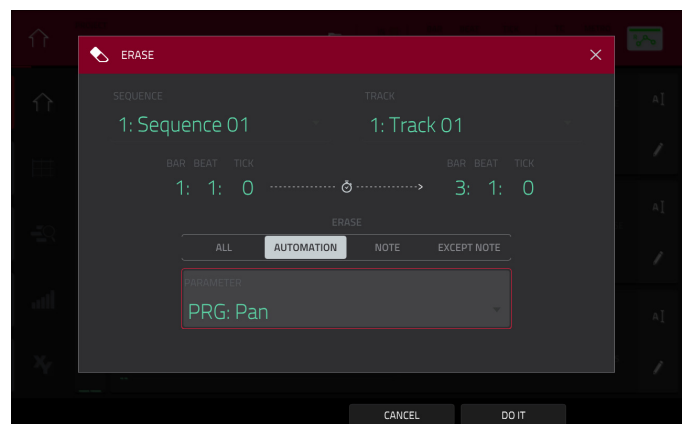 ERASE
SEQUENCE TRACK
1: Sequence 01 1: Track 01
BAR BEAT TICK BAR BEAT TICK
1: 1: 0 3: 1: 0
ERASE
ALL AUTOMATION NOTE EXCEPT NOTE
PARAMETER
PRG: Pan
CANCEL DO IT